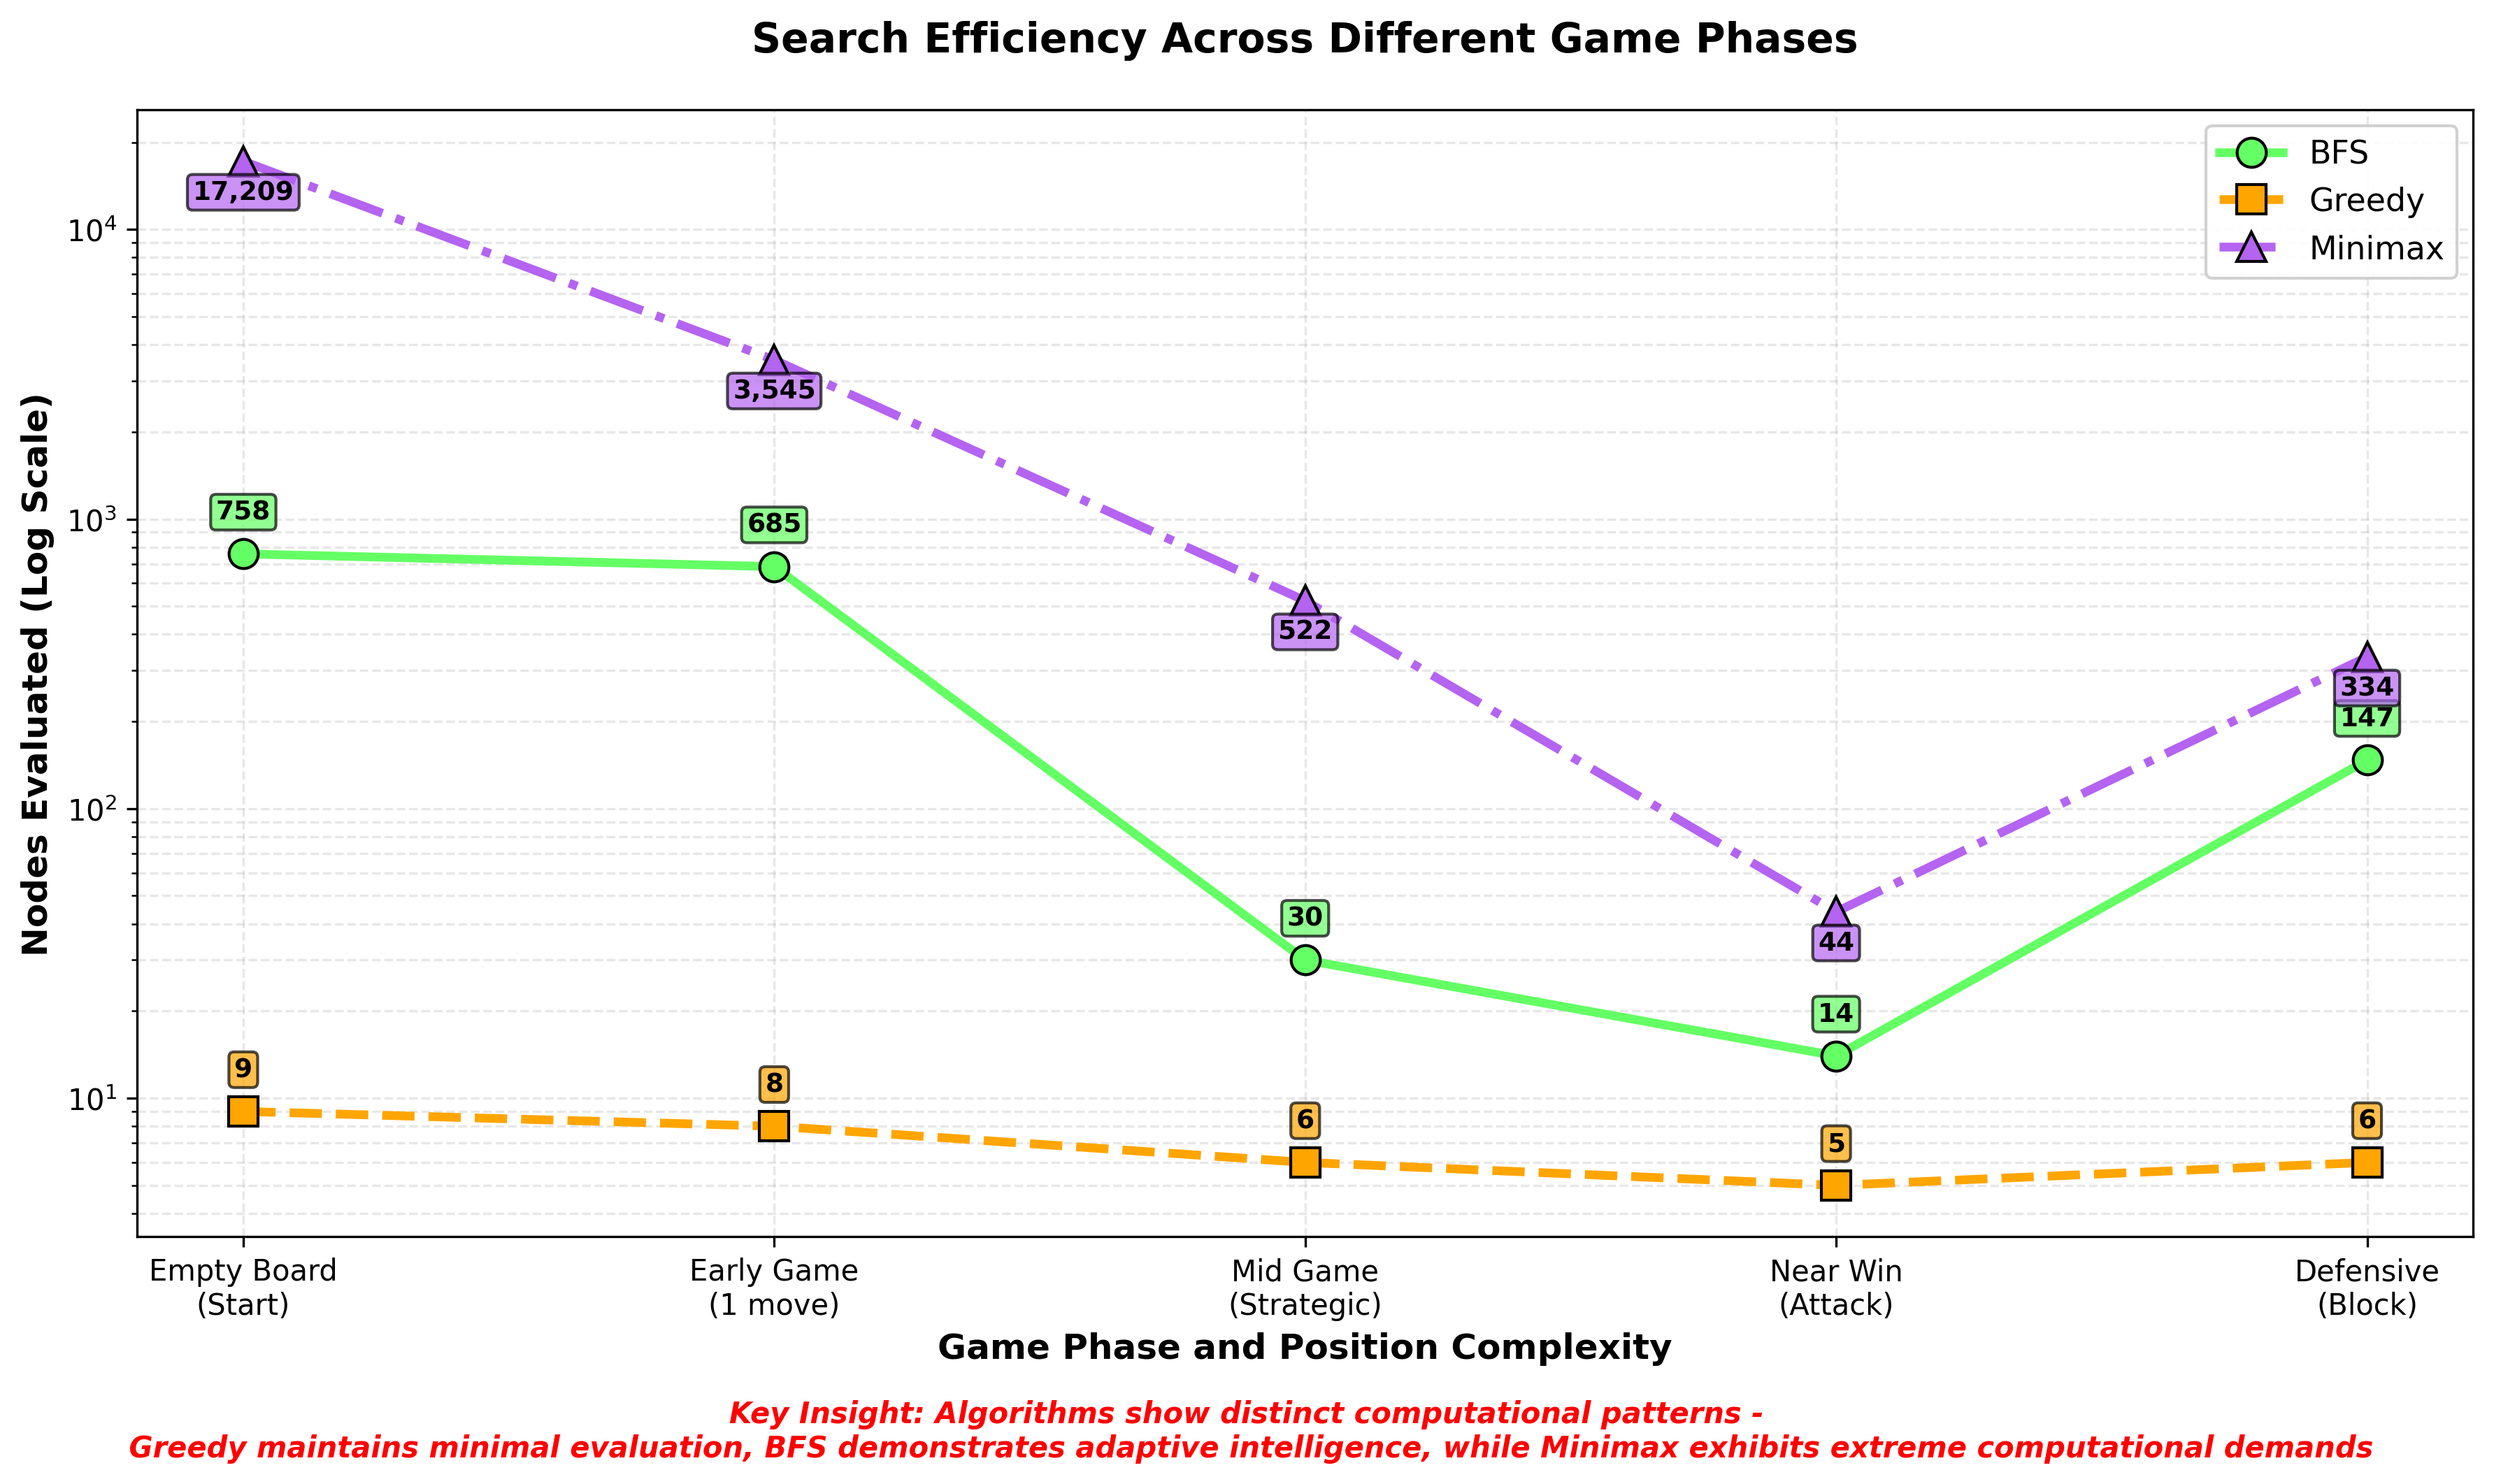 Search Efficiency Across Different Game Phases
Nodes Evaluated (Log Scale)
10⁴
10³
10²
10¹
BFS
Greedy
Minimax
17,209
3,545
522
44
334
758
685
30
14
147
9
8
6
5
6
Empty Board
(Start)
Early Game
(1 move)
Mid Game
(Strategic)
Near Win
(Attack)
Defensive
(Block)
Game Phase and Position Complexity
Key Insight: Algorithms show distinct computational patterns -
Greedy maintains minimal evaluation, BFS demonstrates adaptive intelligence, while Minimax exhibits extreme computational demands